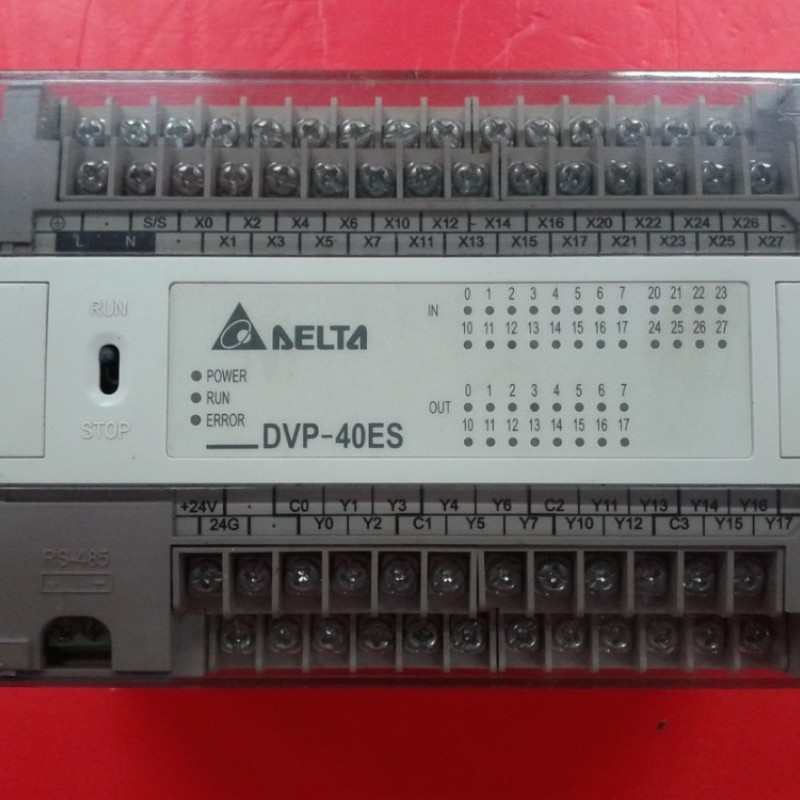 S/S X0 X2 X4 X6 X10 X12 X14 X16 X20 X22 X24 X26
L N X1 X3 X5 X7 X11 X13 X15 X17 X21 X23 X25 X27
RUN
STOP
DELTA
POWER
RUN
ERROR
DVP-40ES
IN
0 1 2 3 4 5 6 7 20 21 22 23
10 11 12 13 14 15 16 17 24 25 26 27
OUT
0 1 2 3 4 5 6 7
10 11 12 13 14 15 16 17
+24V C0 Y1 Y3 Y4 Y6 C2 Y11 Y13 Y14 Y16
24G Y0 Y2 C1 Y5 Y7 Y10 Y12 C3 Y15 Y17
RS-485